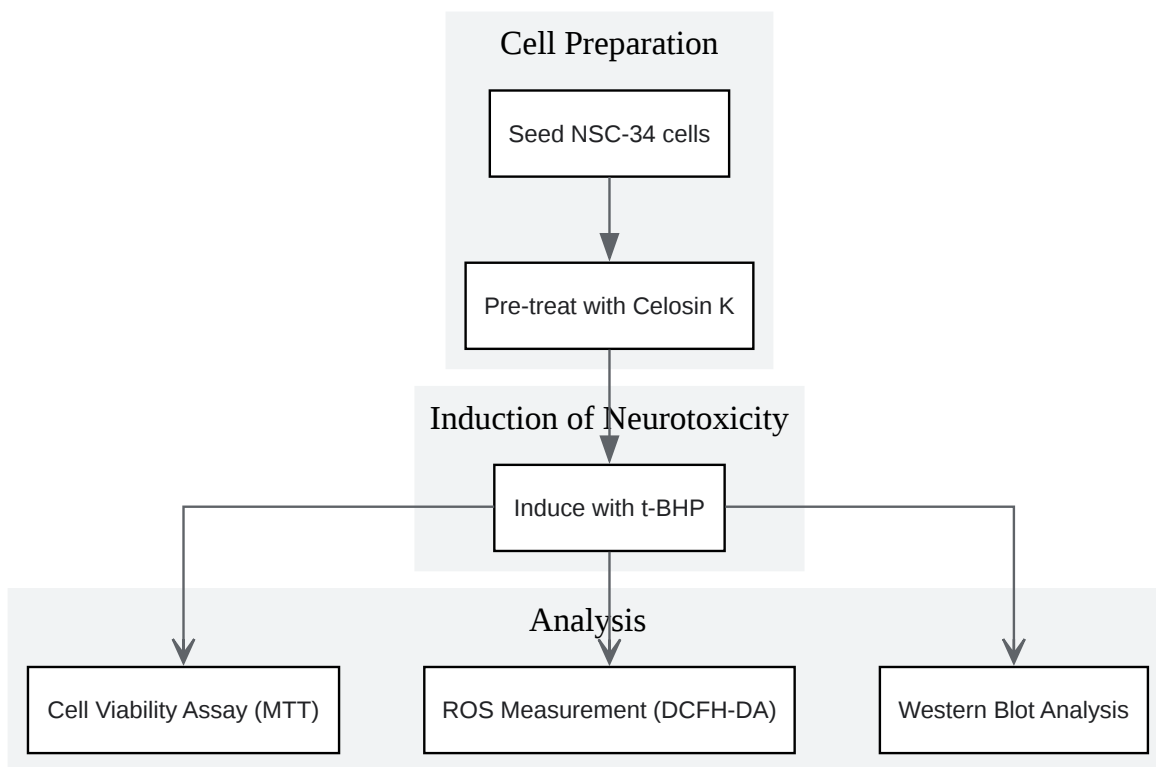 Cell Preparation
Seed NSC-34 cells
Pre-treat with Celosin K
Induction of Neurotoxicity
Induce with t-BHP
Analysis
Cell Viability Assay (MTT)
ROS Measurement (DCFH-DA)
Western Blot Analysis